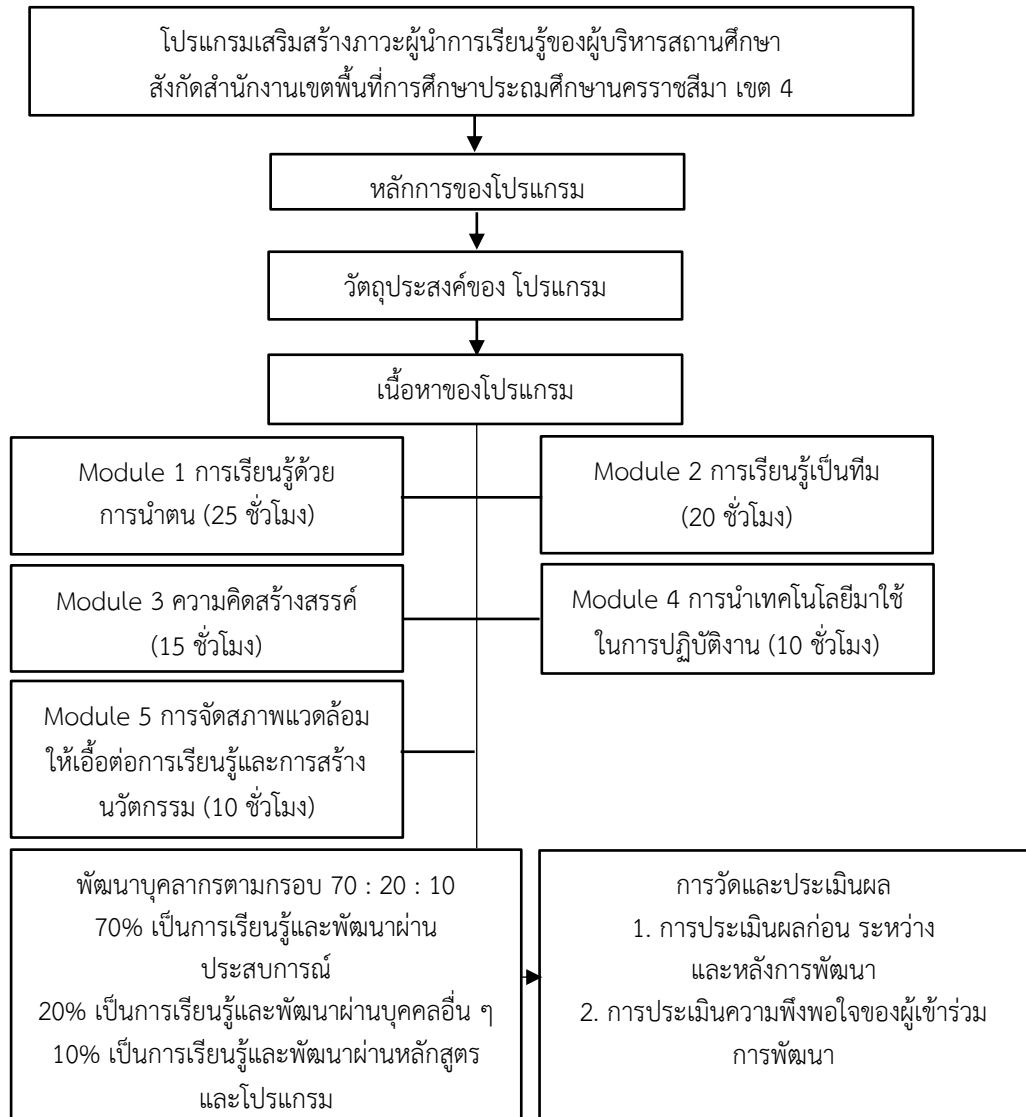 โปรแกรมเสริมสร้างภาวะผู้นำการเรียนรู้ของผู้บริหารสถานศึกษา
สังกัดสำนักงานเขตพื้นที่การศึกษาประถมศึกษานครราชสีมา เขต 4
หลักการของโปรแกรม
วัตถุประสงค์ของ โปรแกรม
เนื้อหาของโปรแกรม
Module 1 การเรียนรู้ด้วย
การนำตน (25 ชั่วโมง)
Module 2 การเรียนรู้เป็นทีม
(20 ชั่วโมง)
Module 3 ความคิดสร้างสรรค์
(15 ชั่วโมง)
Module 4 การนำเทคโนโลยีมาใช้
ในการปฏิบัติงาน (10 ชั่วโมง)
Module 5 การจัดสภาพแวดล้อม
ให้เอื้อต่อการเรียนรู้และการสร้าง
นวัตกรรม (10 ชั่วโมง)
พัฒนาบุคลากรตามกรอบ 70 : 20 : 10
70% เป็นการเรียนรู้และพัฒนาผ่าน
ประสบการณ์
20% เป็นการเรียนรู้และพัฒนาผ่านบุคคลอื่น ๆ
10% เป็นการเรียนรู้และพัฒนาผ่านหลักสูตร
และโปรแกรม
การวัดและประเมินผล
1. การประเมินผลก่อน ระหว่าง
และหลังการพัฒนา
2. การประเมินความพึงพอใจของผู้เข้าร่วม
การพัฒนา